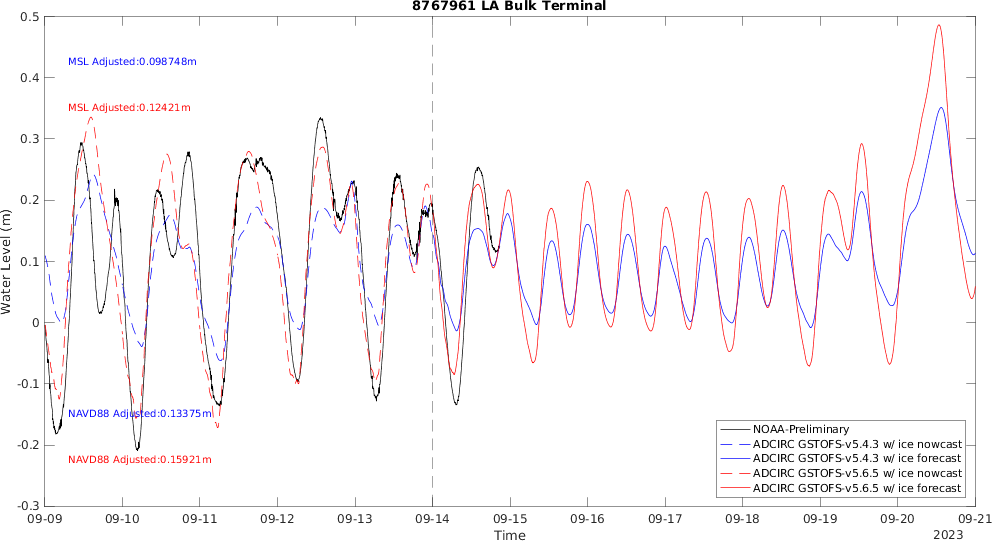 8767961 LA Bulk Terminal
0.5
0.4
0.3
0.2
0.1
0
-0.1
-0.2
-0.3
Water Level (m)
MSL Adjusted:0.098748m
MSL Adjusted:0.12421m
NAVD88 Adjusted:0.13375m
NAVD88 Adjusted:0.15921m
NOAA-Preliminary
ADCIRC GSTOFS-v5.4.3 w/ ice nowcast
ADCIRC GSTOFS-v5.4.3 w/ ice forecast
ADCIRC GSTOFS-v5.6.5 w/ ice nowcast
ADCIRC GSTOFS-v5.6.5 w/ ice forecast
09-09 09-10 09-11 09-12 09-13 09-14 09-15 09-16 09-17 09-18 09-19 09-20 09-21
Time
2023